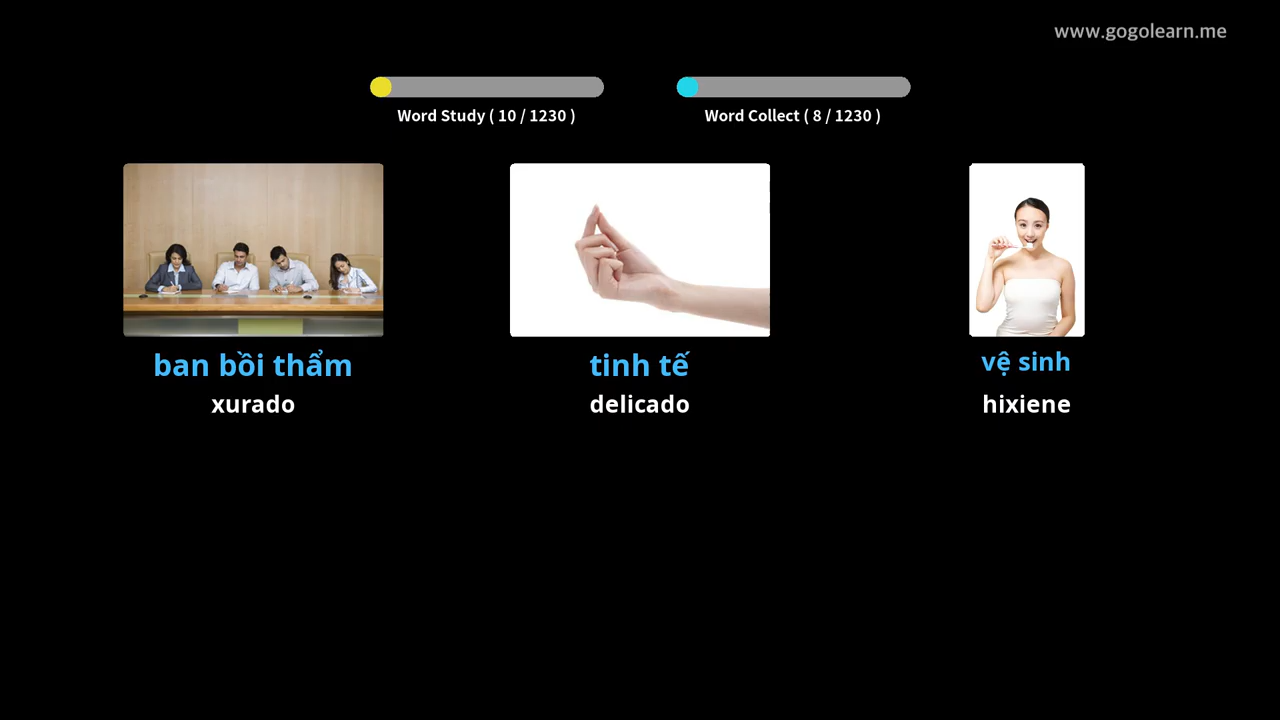 www.gogolearn.me
Word Study ( 10 / 1230 )
Word Collect ( 8 / 1230 )
ban bồi thẩm
xurado
tinh tế
delicado
vệ sinh
hixiene